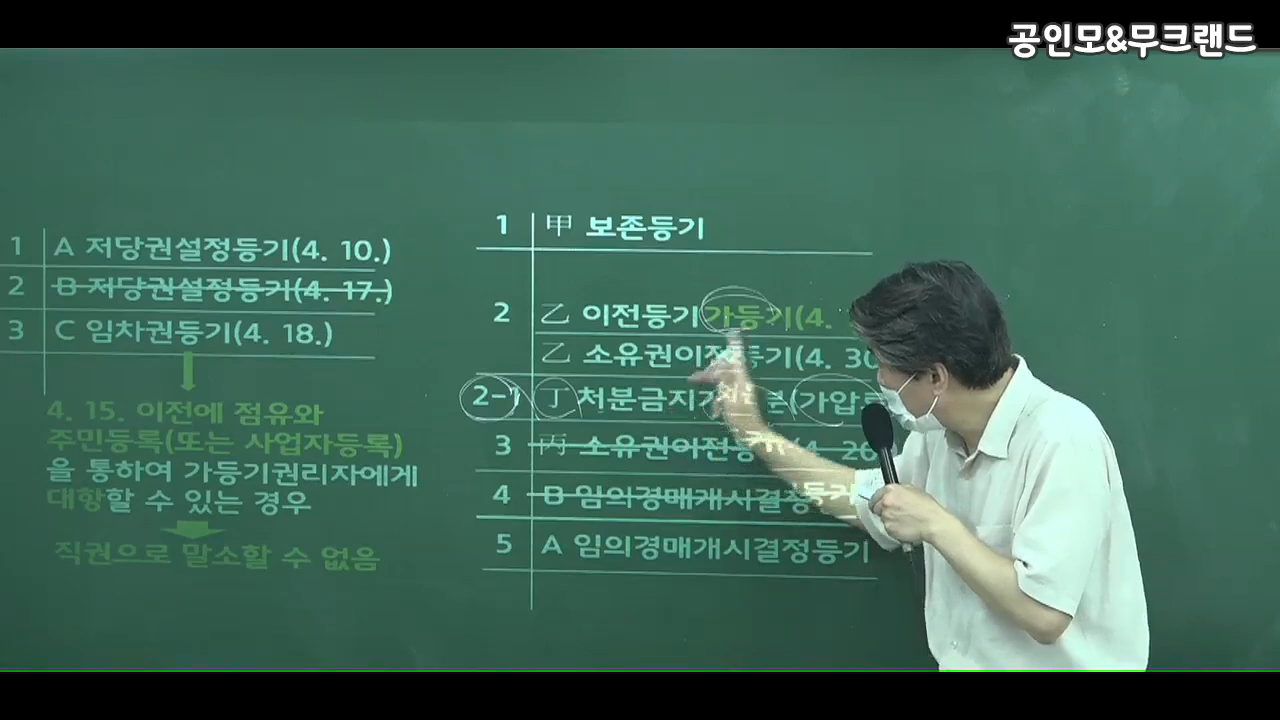 공인모&무크랜드
1 A 저당권설정등기(4. 10.)
2 B 저당권설정등기(4. 17.)
3 C 임차권등기(4. 18.)
4. 15. 이전에 점유와
주민등록(또는 사업자등록)
을 통하여 가등기권리자에게
대항할 수 있는 경우
직권으로 말소할 수 없음
1 甲 보존등기
2 乙 이전등기가등기(4.
乙 소유권이전등기(4. 30
2-1 丁 처분금지가처분(가압류
3 丙 소유권이전등기(4. 26
4 B 임의경매개시결정등기
5 A 임의경매개시결정등기